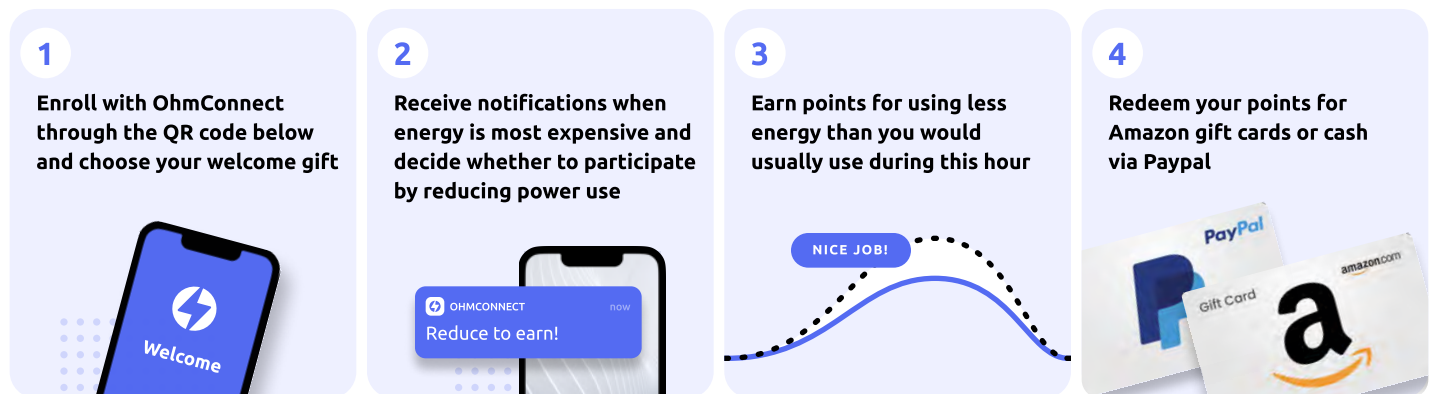 1
Enroll with OhmConnect
through the QR code below
and choose your welcome gift
Welcome
2
Receive notifications when
energy is most expensive and
decide whether to participate
by reducing power use
OHMCONNECT now
Reduce to earn!
3
Earn points for using less
energy than you would
usually use during this hour
NICE JOB!
4
Redeem your points for
Amazon gift cards or cash
via Paypal
PayPal
amazon.com
Gift Card
a